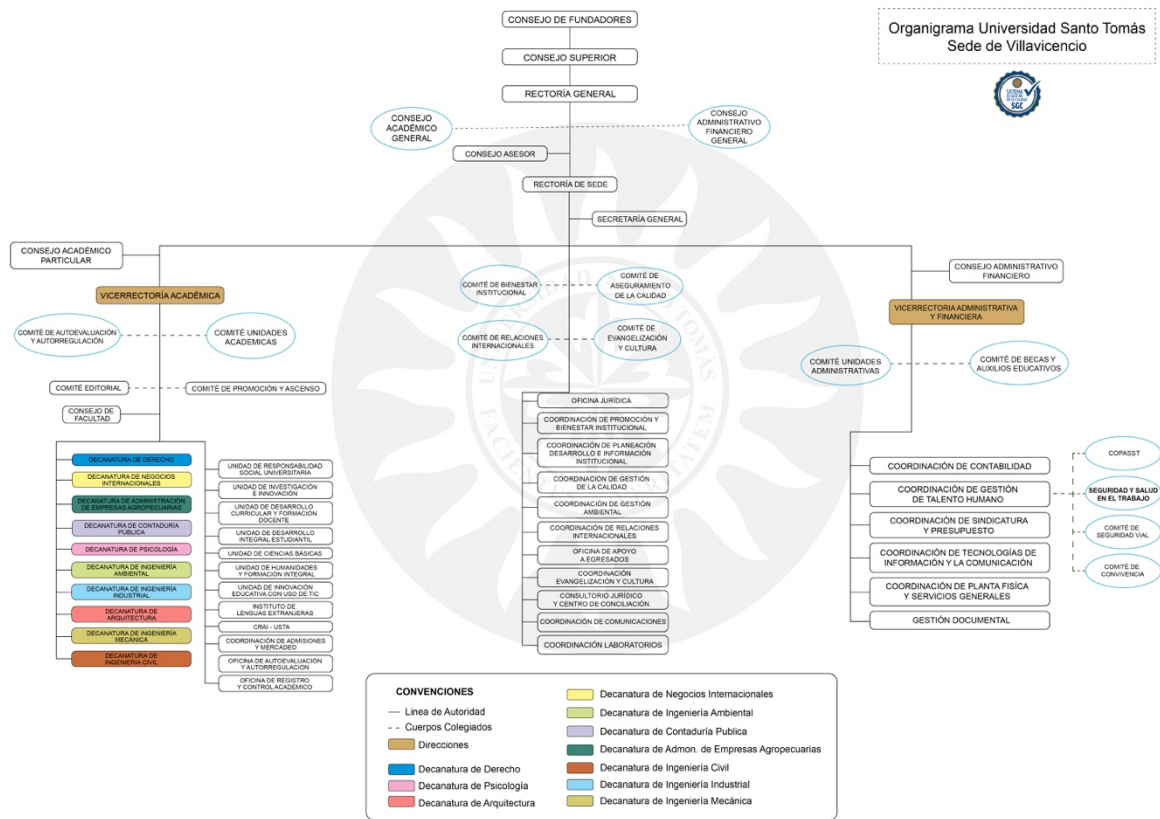 CONSEJO DE FUNDADORES
CONSEJO SUPERIOR
RECTORÍA GENERAL
Organigrama Universidad Santo Tomás
Sede de Villavicencio
SGC
CONSEJO
ACADÉMICO
GENERAL
CONSEJO
ADMINISTRATIVO
FINANCIERO
GENERAL
CONSEJO ASESOR
RECTORÍA DE SEDE
SECRETARÍA GENERAL
CONSEJO ACADÉMICO
PARTICULAR
VICERRECTORÍA ACADÉMICA
COMITÉ DE AUTOEVALUACIÓN
Y AUTORREGULACIÓN
COMITÉ UNIDADES
ACADEMICAS
COMITÉ EDITORIAL
COMITÉ DE PROMOCIÓN Y ASCENSO
CONSEJO DE
FACULTAD
DECANATURA DE DERECHO
DECANATURA DE NEGOCIOS
INTERNACIONALES
DECANATURA DE ADMINISTRACIÓN
DE EMPRESAS AGROPECUARIAS
DECANATURA DE CONTADURÍA
PÚBLICA
DECANATURA DE PSICOLOGÍA
DECANATURA DE INGENIERÍA
AMBIENTAL
DECANATURA DE INGENIERÍA
INDUSTRIAL
DECANATURA DE
ARQUITECTURA
DECANATURA DE INGENIERÍA
MECÁNICA
DECANATURA DE
INGENIERÍA CIVIL
UNIDAD DE RESPONSABILIDAD
SOCIAL UNIVERSITARIA
UNIDAD DE INVESTIGACIÓN
E INNOVACIÓN
UNIDAD DE DESARROLLO
CURRICULAR Y FORMACIÓN
DOCENTE
UNIDAD DE DESARROLLO
INTEGRAL ESTUDIANTIL
UNIDAD DE CIENCIAS BÁSICAS
UNIDAD DE HUMANIDADES
Y FORMACIÓN INTEGRAL
UNIDAD DE INNOVACIÓN
EDUCATIVA CON USO DE TIC
INSTITUTO DE
LENGUAS EXTRANJERAS
CRAI - USTA
COORDINACIÓN DE ADMISIONES
Y MERCADEO
OFICINA DE AUTOEVALUACIÓN
Y AUTORREGULACIÓN
OFICINA DE REGISTRO
Y CONTROL ACADÉMICO
COMITÉ DE BIENESTAR
INSTITUCIONAL
COMITÉ DE
ASEGURAMIENTO
DE LA CALIDAD
COMITÉ DE RELACIONES
INTERNACIONALES
COMITÉ DE
EVANGELIZACIÓN
Y CULTURA
OFICINA JURÍDICA
COORDINACIÓN DE PROMOCIÓN Y
BIENESTAR INSTITUCIONAL
COORDINACIÓN DE PLANEACIÓN
DESARROLLO E INFORMACIÓN
INSTITUCIONAL
COORDINACIÓN DE GESTIÓN
DE LA CALIDAD
COORDINACIÓN DE GESTIÓN
AMBIENTAL
COORDINACIÓN DE RELACIONES
INTERNACIONALES
OFICINA DE APOYO
A EGRESADOS
COORDINACIÓN
EVANGELIZACIÓN Y CULTURA
CONSULTORIO JURÍDICO
Y CENTRO DE CONCILIACIÓN
COORDINACIÓN DE COMUNICACIONES
COORDINACIÓN LABORATORIOS
CONSEJO ADMINISTRATIVO
FINANCIERO
VICERRECTORIA ADMINISTRATIVA
Y FINANCIERA
COMITÉ UNIDADES
ADMINISTRATIVAS
COMITÉ DE BECAS Y
AUXILIOS EDUCATIVOS
COORDINACIÓN DE CONTABILIDAD
COORDINACIÓN DE GESTIÓN
DE TALENTO HUMANO
COORDINACIÓN DE SINDICATURA
Y PRESUPUESTO
COORDINACIÓN DE TECNOLOGÍAS DE
INFORMACIÓN Y LA COMUNICACIÓN
COORDINACIÓN DE PLANTA FISÍCA
Y SERVICIOS GENERALES
GESTIÓN DOCUMENTAL
COPASST
SEGURIDAD Y SALUD
EN EL TRABAJO
COMITÉ DE
SEGURIDAD VIAL
COMITÉ DE
CONVIVENCIA
CONVENCIONES
Linea de Autoridad
Cuerpos Colegiados
Direcciones
Decanatura de Derecho
Decanatura de Psicología
Decanatura de Arquitectura
Decanatura de Negocios Internacionales
Decanatura de Ingeniería Ambiental
Decanatura de Contaduría Publica
Decanatura de Admon. de Empresas Agropecuarias
Decanatura de Ingeniería Civil
Decanatura de Ingeniería Industrial
Decanatura de Ingeniería Mecánica